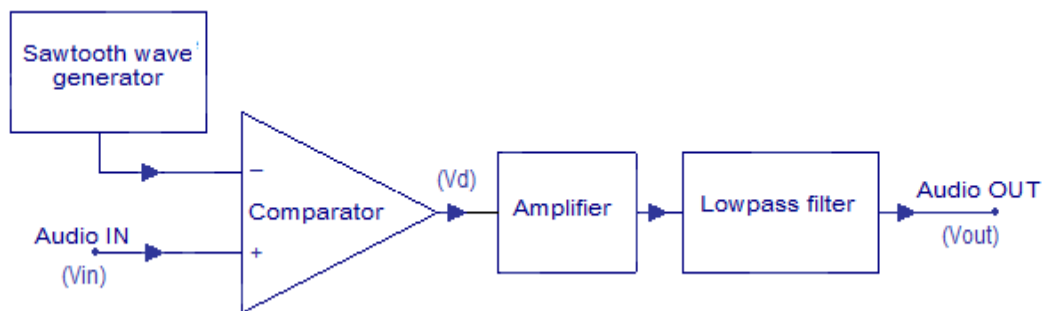 Sawtooth wave
generator
(Vd)
−
Comparator
Amplifier
Lowpass filter
Audio OUT
(Vout)
Audio IN
+
(Vin)